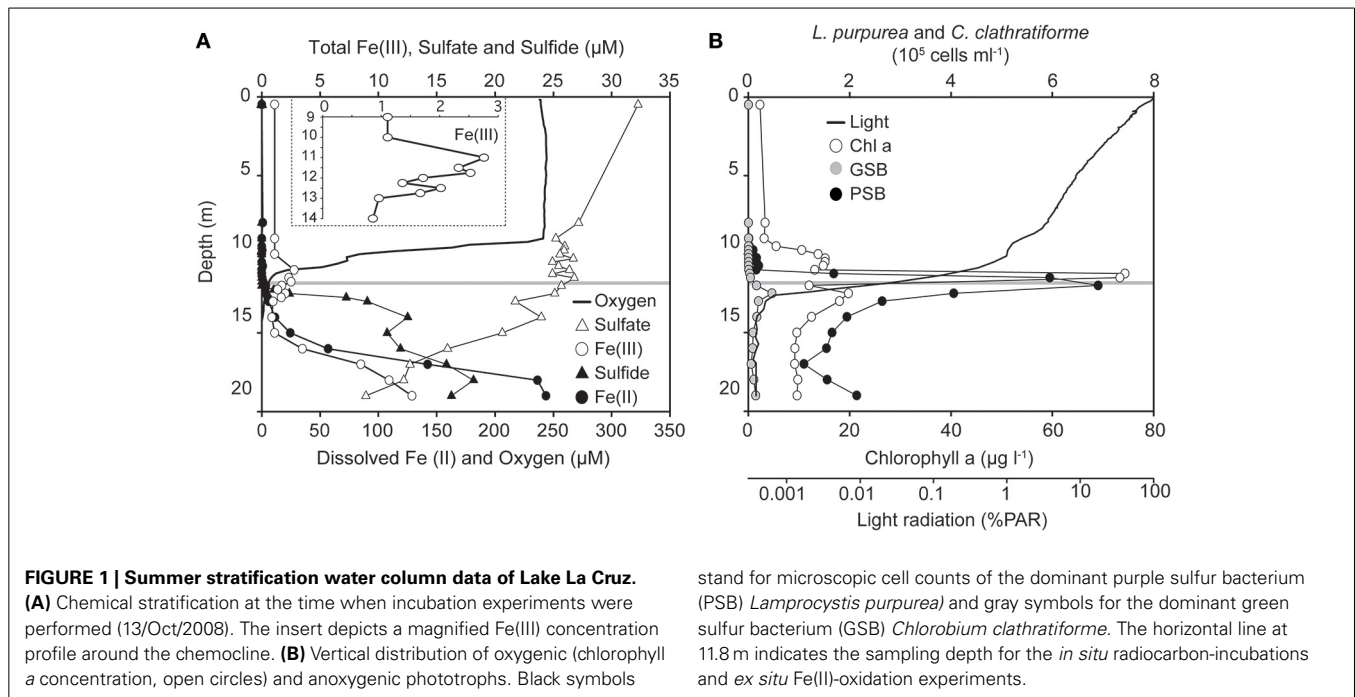 A
Total Fe(III), Sulfate and Sulfide (µM)
0 5 10 15 20 25 30 35
0
5
10
15
20
Depth (m)
0 1 2 3
9
10
11
12
13
14
Fe(III)
Oxygen
Sulfate
Fe(III)
Sulfide
Fe(II)
0 50 100 150 200 250 300 350
Dissolved Fe (II) and Oxygen (µM)
B
L. purpurea and C. clathratiforme
(10⁵ cells ml⁻¹)
0 2 4 6 8
0
5
10
15
20
Light
Chl a
GSB
PSB
0 20 40 60 80
Chlorophyll a (µg l⁻¹)
0.001 0.01 0.1 1 10 100
Light radiation (%PAR)
FIGURE 1 | Summer stratification water column data of Lake La Cruz.
(A) Chemical stratification at the time when incubation experiments were
performed (13/Oct/2008). The insert depicts a magnified Fe(III) concentration
profile around the chemocline. (B) Vertical distribution of oxygenic (chlorophyll
a concentration, open circles) and anoxygenic phototrophs. Black symbols
stand for microscopic cell counts of the dominant purple sulfur bacterium
(PSB) Lamprocystis purpurea) and gray symbols for the dominant green
sulfur bacterium (GSB) Chlorobium clathratiforme. The horizontal line at
11.8 m indicates the sampling depth for the in situ radiocarbon-incubations
and ex situ Fe(II)-oxidation experiments.